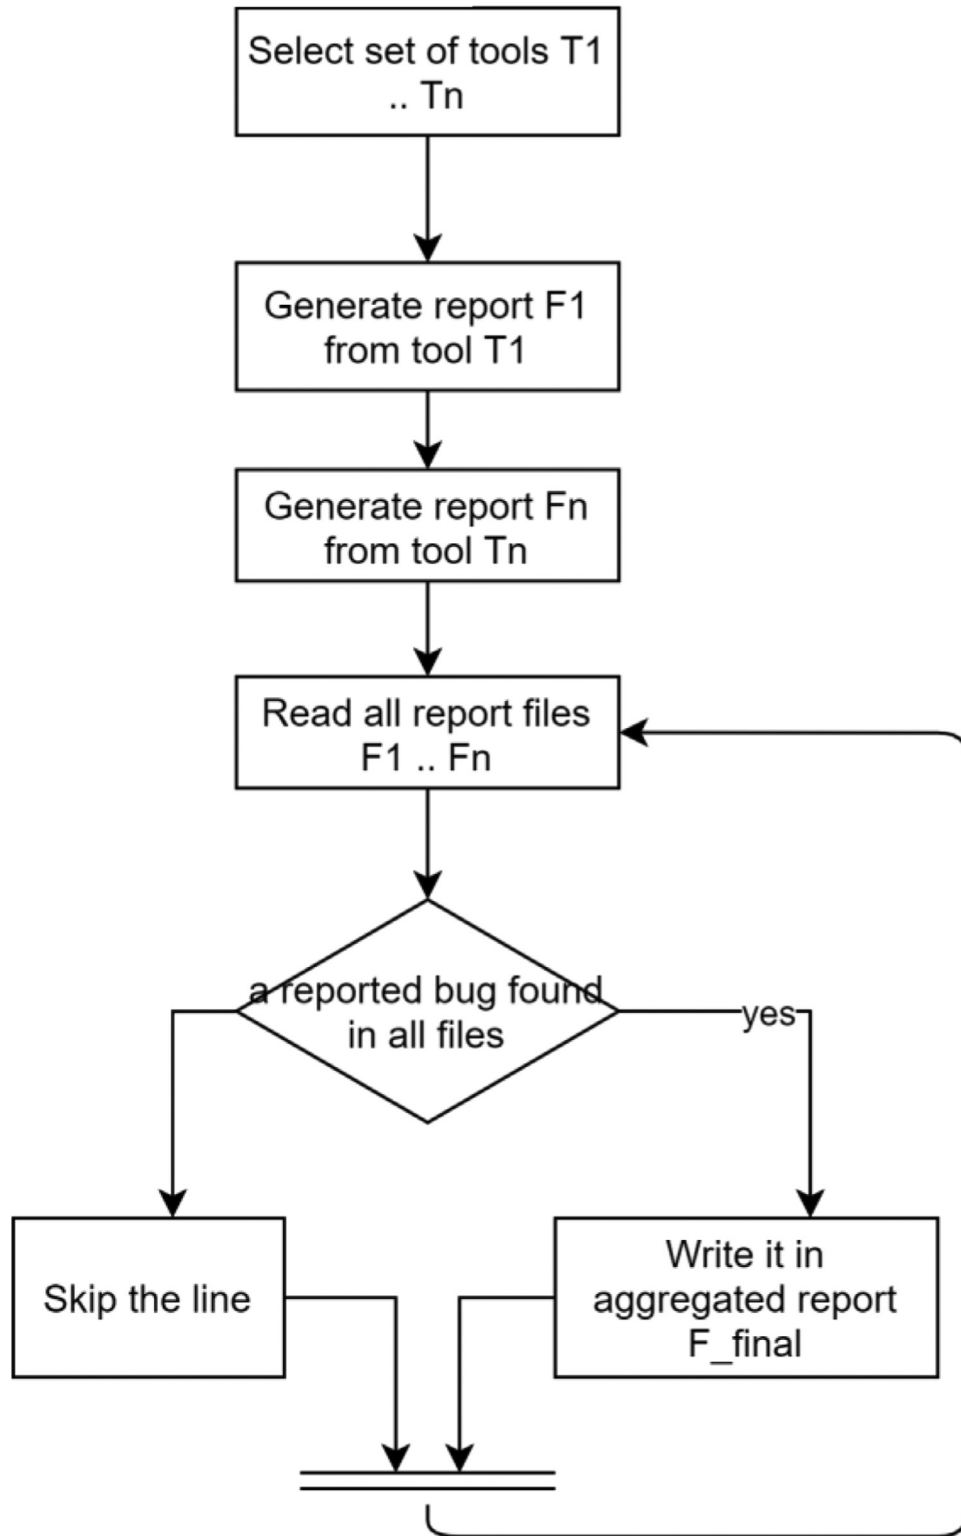 Select set of tools T1
.. Tn
Generate report F1
from tool T1
Generate report Fn
from tool Tn
Read all report files
F1 .. Fn
a reported bug found
in all files
yes
Skip the line
Write it in
aggregated report
F_final